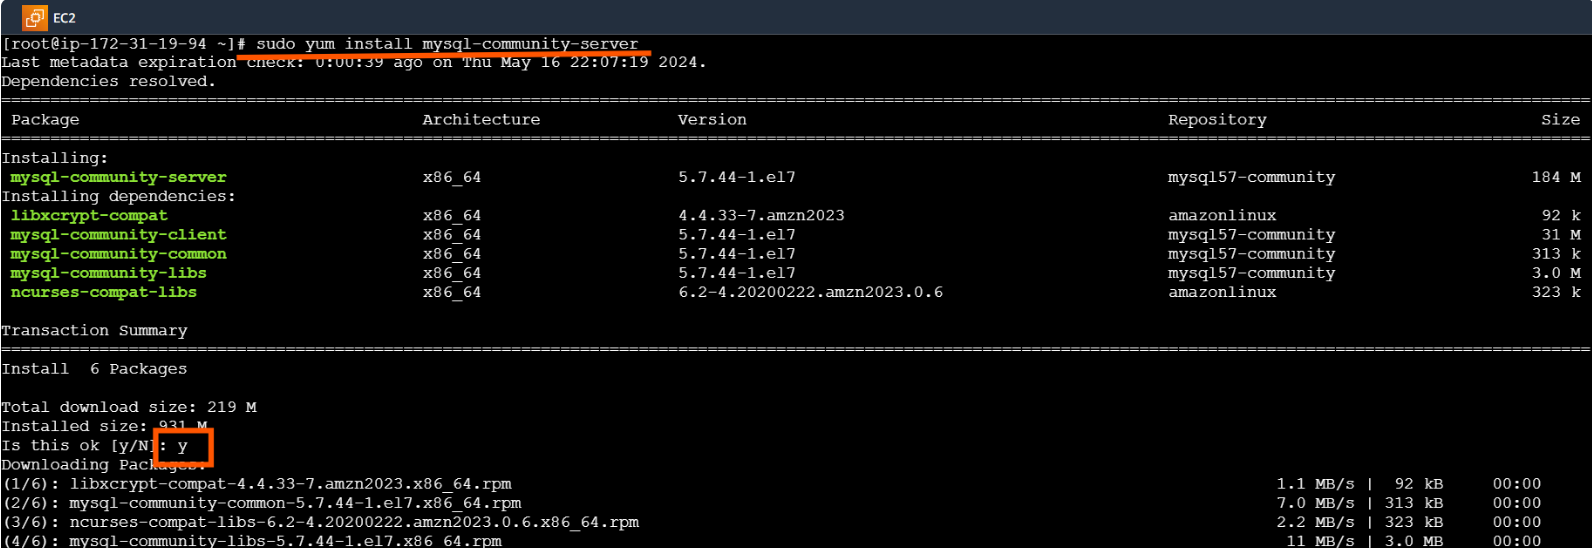 EC2
[root@ip-172-31-19-94 ~]# sudo yum install mysql-community-server
Last metadata expiration check: 0:00:39 ago on Thu May 16 22:07:19 2024.
Dependencies resolved.
Package Architecture Version Repository Size
Installing:
mysql-community-server x86_64 5.7.44-1.el7 mysql57-community 184 M
Installing dependencies:
libxcrypt-compat x86_64 4.4.33-7.amzn2023 amazonlinux 92 k
mysql-community-client x86_64 5.7.44-1.el7 mysql57-community 31 M
mysql-community-common x86_64 5.7.44-1.el7 mysql57-community 313 k
mysql-community-libs x86_64 5.7.44-1.el7 mysql57-community 3.0 M
ncurses-compat-libs x86_64 6.2-4.20200222.amzn2023.0.6 amazonlinux 323 k
Transaction Summary
Install 6 Packages
Total download size: 219 M
Installed size: 931 M
Is this ok [y/N]: y
Downloading Packages:
(1/6): libxcrypt-compat-4.4.33-7.amzn2023.x86_64.rpm 1.1 MB/s | 92 kB 00:00
(2/6): mysql-community-common-5.7.44-1.el7.x86_64.rpm 7.0 MB/s | 313 kB 00:00
(3/6): ncurses-compat-libs-6.2-4.20200222.amzn2023.0.6.x86_64.rpm 2.2 MB/s | 323 kB 00:00
(4/6): mysql-community-libs-5.7.44-1.el7.x86_64.rpm 11 MB/s | 3.0 MB 00:00